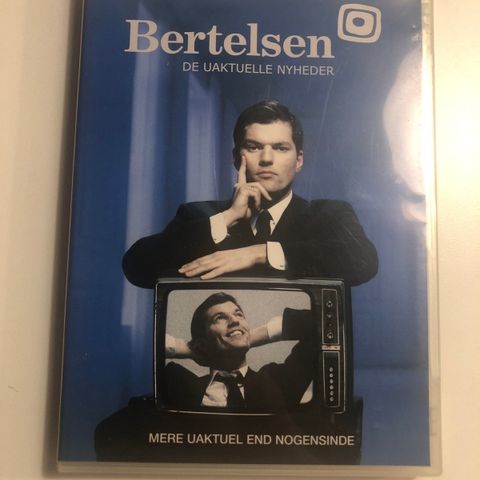 Bertelsen
DE UAKTUELLE NYHEDER
MERE UAKTUEL END NOGENSINDE